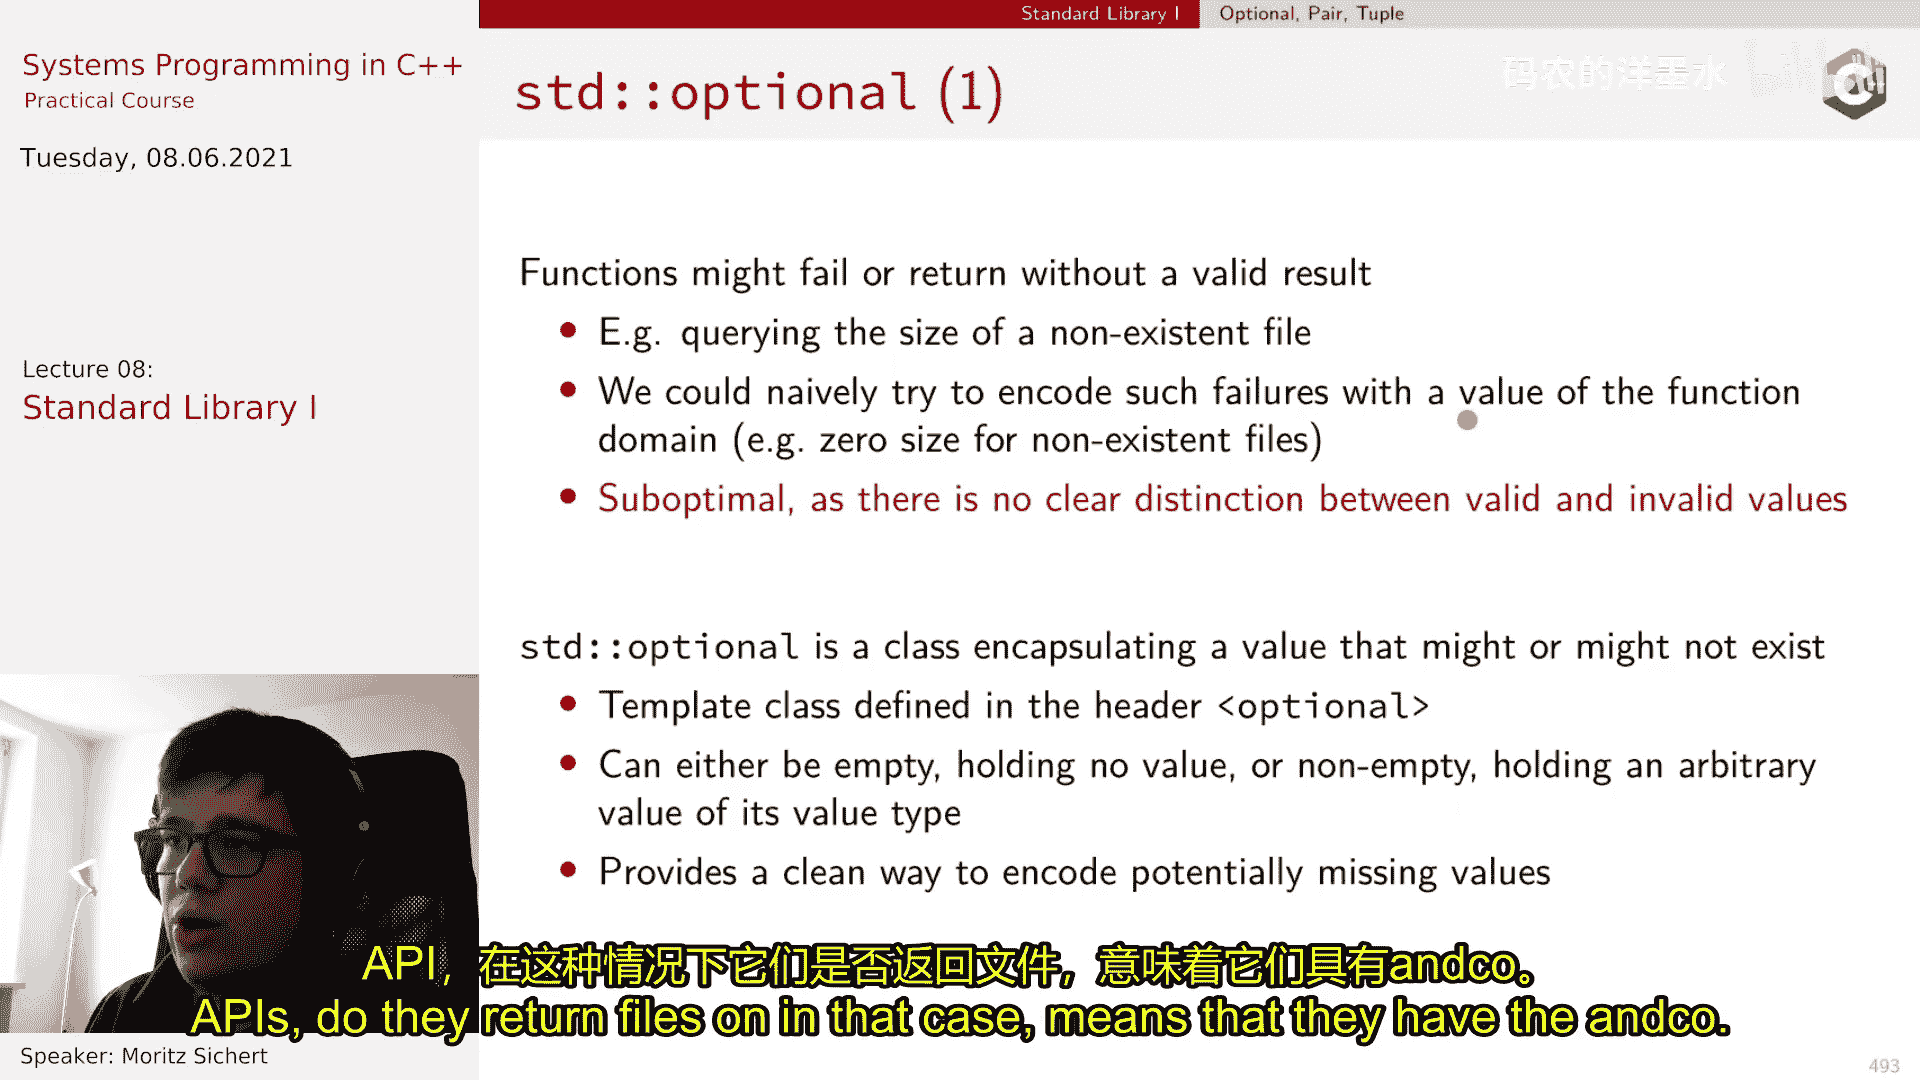 Standard Library I
Optional, Pair, Tuple
Systems Programming in C++
Practical Course
Tuesday, 08.06.2021
Lecture 08:
Standard Library I
std::optional (1)
码农的洋墨水
Functions might fail or return without a valid result
• E.g. querying the size of a non-existent file
• We could naively try to encode such failures with a value of the function
domain (e.g. zero size for non-existent files)
• Suboptimal, as there is no clear distinction between valid and invalid values
std::optional is a class encapsulating a value that might or might not exist
• Template class defined in the header <optional>
• Can either be empty, holding no value, or non-empty, holding an arbitrary
value of its value type
• Provides a clean way to encode potentially missing values
API，在这种情况下它们是否返回文件，意味着它们具有andco。
APIs, do they return files on in that case, means that they have the andco.
Speaker: Moritz Sichert
493